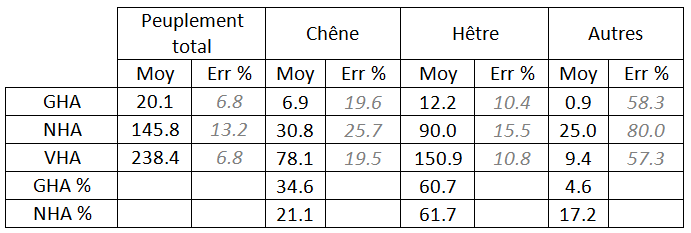 Peuplement total Chêne Hêtre Autres
Moy Err % Moy Err % Moy Err % Moy Err %
GHA 20.1 6.8 6.9 19.6 12.2 10.4 0.9 58.3
NHA 145.8 13.2 30.8 25.7 90.0 15.5 25.0 80.0
VHA 238.4 6.8 78.1 19.5 150.9 10.8 9.4 57.3
GHA % 34.6 60.7 4.6
NHA % 21.1 61.7 17.2